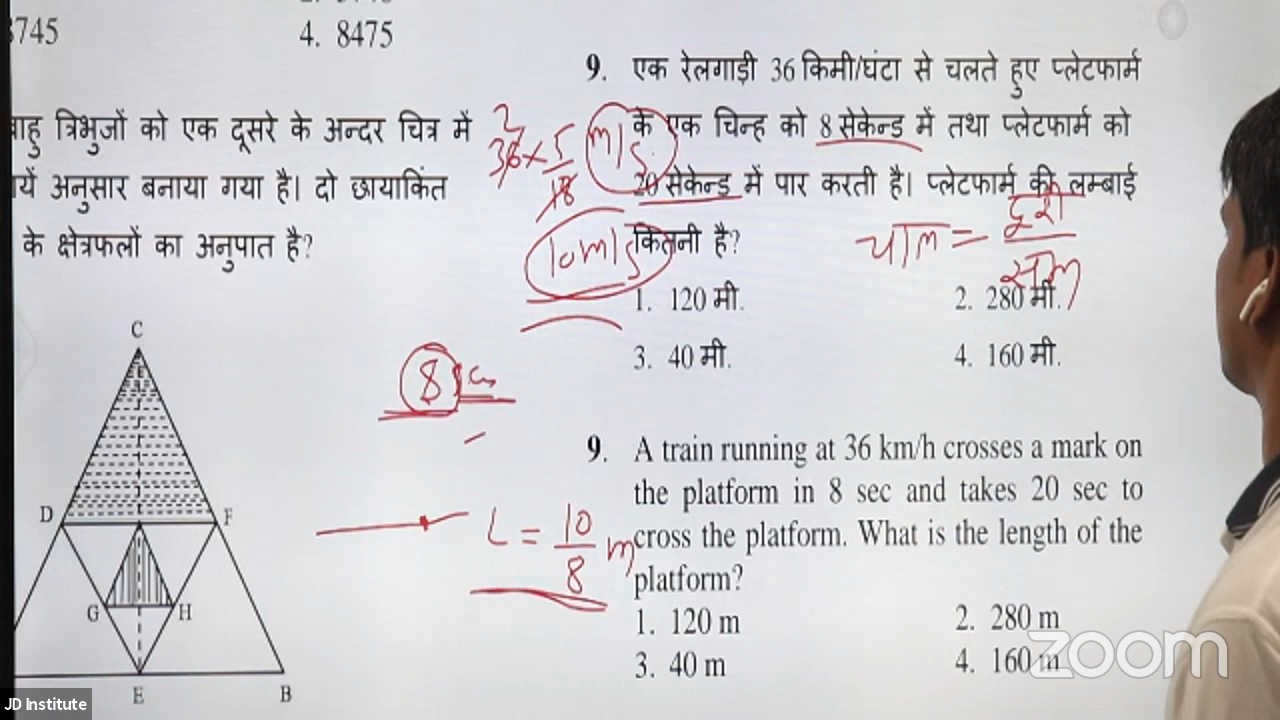 3745
4. 8475
त्रिभुजों को एक दूसरे के अन्दर चित्र में
अनुसार बनाया गया है। दो छायाकिंत
के क्षेत्रफलों का अनुपात है?
C
D
F
G
H
E
B
2
36 × 5
18
m/s
10m/s
8 sec
L = 10
8
m
9. एक रेलगाड़ी 36 किमी/घंटा से चलते हुए प्लेटफार्म
के एक चिन्ह को 8 सेकेन्ड में तथा प्लेटफार्म को
20 सेकेन्ड में पार करती है। प्लेटफार्म की लम्बाई
कितनी है?
चाल = दूरी
समय
1. 120 मी.
2. 280 मी.
3. 40 मी.
4. 160 मी.
9. A train running at 36 km/h crosses a mark on
the platform in 8 sec and takes 20 sec to
cross the platform. What is the length of the
platform?
1. 120 m
2. 280 m
3. 40 m
4. 160 m
zoom
JD Institute